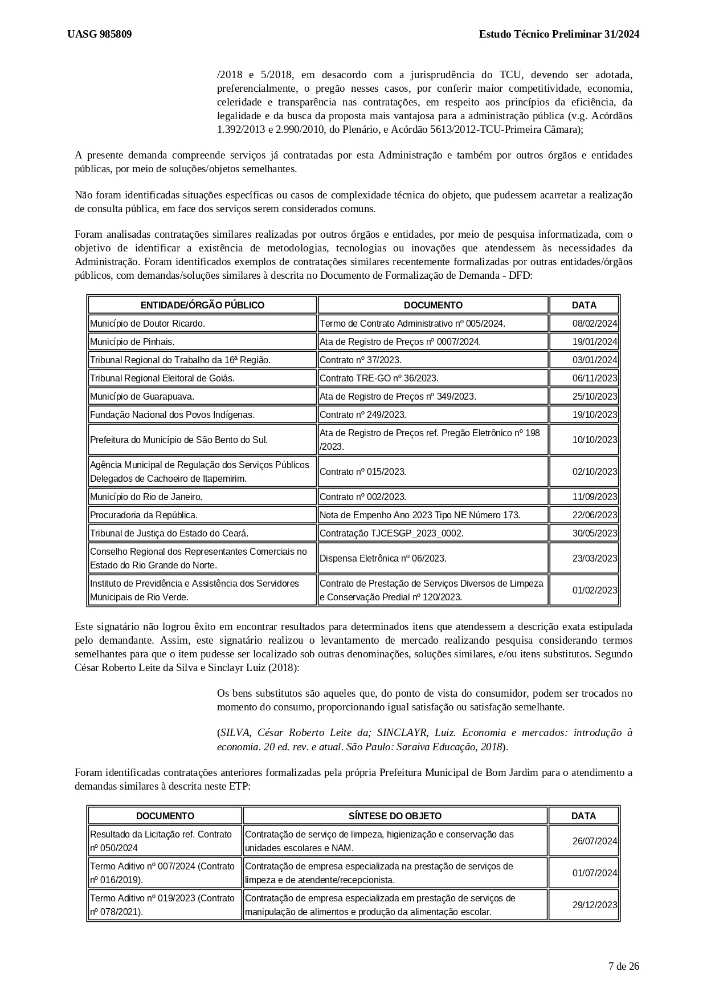 UASG 985809
Estudo Técnico Preliminar 31/2024
/2018 e 5/2018, em desacordo com a jurisprudência do TCU, devendo ser adotada,
preferencialmente, o pregão nesses casos, por conferir maior competitividade, economia,
celeridade e transparência nas contratações, em respeito aos princípios da eficiência, da
legalidade e da busca da proposta mais vantajosa para a administração pública (v.g. Acórdãos
1.392/2013 e 2.990/2010, do Plenário, e Acórdão 5613/2012-TCU-Primeira Câmara);
A presente demanda compreende serviços já contratadas por esta Administração e também por outros órgãos e entidades
públicas, por meio de soluções/objetos semelhantes.
Não foram identificadas situações específicas ou casos de complexidade técnica do objeto, que pudessem acarretar a realização
de consulta pública, em face dos serviços serem considerados comuns.
Foram analisadas contratações similares realizadas por outros órgãos e entidades, por meio de pesquisa informatizada, com o
objetivo de identificar a existência de metodologias, tecnologias ou inovações que atendessem às necessidades da
Administração. Foram identificados exemplos de contratações similares recentemente formalizadas por outras entidades/órgãos
públicos, com demandas/soluções similares à descrita no Documento de Formalização de Demanda - DFD:
ENTIDADE/ÓRGÃO PÚBLICO DOCUMENTO DATA
Município de Doutor Ricardo. Termo de Contrato Administrativo nº 005/2024. 08/02/2024
Município de Pinhais. Ata de Registro de Preços nº 0007/2024. 19/01/2024
Tribunal Regional do Trabalho da 16ª Região. Contrato nº 37/2023. 03/01/2024
Tribunal Regional Eleitoral de Goiás. Contrato TRE-GO nº 36/2023. 06/11/2023
Município de Guarapuava. Ata de Registro de Preços nº 349/2023. 25/10/2023
Fundação Nacional dos Povos Indígenas. Contrato nº 249/2023. 19/10/2023
Prefeitura do Município de São Bento do Sul.
Ata de Registro de Preços ref. Pregão Eletrônico nº 198
/2023.
10/10/2023
Agência Municipal de Regulação dos Serviços Públicos
Delegados de Cachoeiro de Itapemirim.
Contrato nº 015/2023.
02/10/2023
Município do Rio de Janeiro. Contrato nº 002/2023. 11/09/2023
Procuradoria da República. Nota de Empenho Ano 2023 Tipo NE Número 173. 22/06/2023
Tribunal de Justiça do Estado do Ceará. Contratação TJCESGP_2023_0002. 30/05/2023
Conselho Regional dos Representantes Comerciais no
Estado do Rio Grande do Norte.
Dispensa Eletrônica nº 06/2023.
23/03/2023
Instituto de Previdência e Assistência dos Servidores
Municipais de Rio Verde.
Contrato de Prestação de Serviços Diversos de Limpeza
e Conservação Predial nº 120/2023.
01/02/2023
Este signatário não logrou êxito em encontrar resultados para determinados itens que atendessem a descrição exata estipulada
pelo demandante. Assim, este signatário realizou o levantamento de mercado realizando pesquisa considerando termos
semelhantes para que o item pudesse ser localizado sob outras denominações, soluções similares, e/ou itens substitutos. Segundo
César Roberto Leite da Silva e Sinclayr Luiz (2018):
Os bens substitutos são aqueles que, do ponto de vista do consumidor, podem ser trocados no
momento do consumo, proporcionando igual satisfação ou satisfação semelhante.
(SILVA, César Roberto Leite da; SINCLAYR, Luiz. Economia e mercados: introdução à
economia. 20 ed. rev. e atual. São Paulo: Saraiva Educação, 2018).
Foram identificadas contratações anteriores formalizadas pela própria Prefeitura Municipal de Bom Jardim para o atendimento a
demandas similares à descrita neste ETP:
DOCUMENTO SÍNTESE DO OBJETO DATA
Resultado da Licitação ref. Contrato
nº 050/2024
Contratação de serviço de limpeza, higienização e conservação das
unidades escolares e NAM.
26/07/2024
Termo Aditivo nº 007/2024 (Contrato
nº 016/2019).
Contratação de empresa especializada na prestação de serviços de
limpeza e de atendente/recepcionista.
01/07/2024
Termo Aditivo nº 019/2023 (Contrato
nº 078/2021).
Contratação de empresa especializada em prestação de serviços de
manipulação de alimentos e produção da alimentação escolar.
29/12/2023
7 de 26